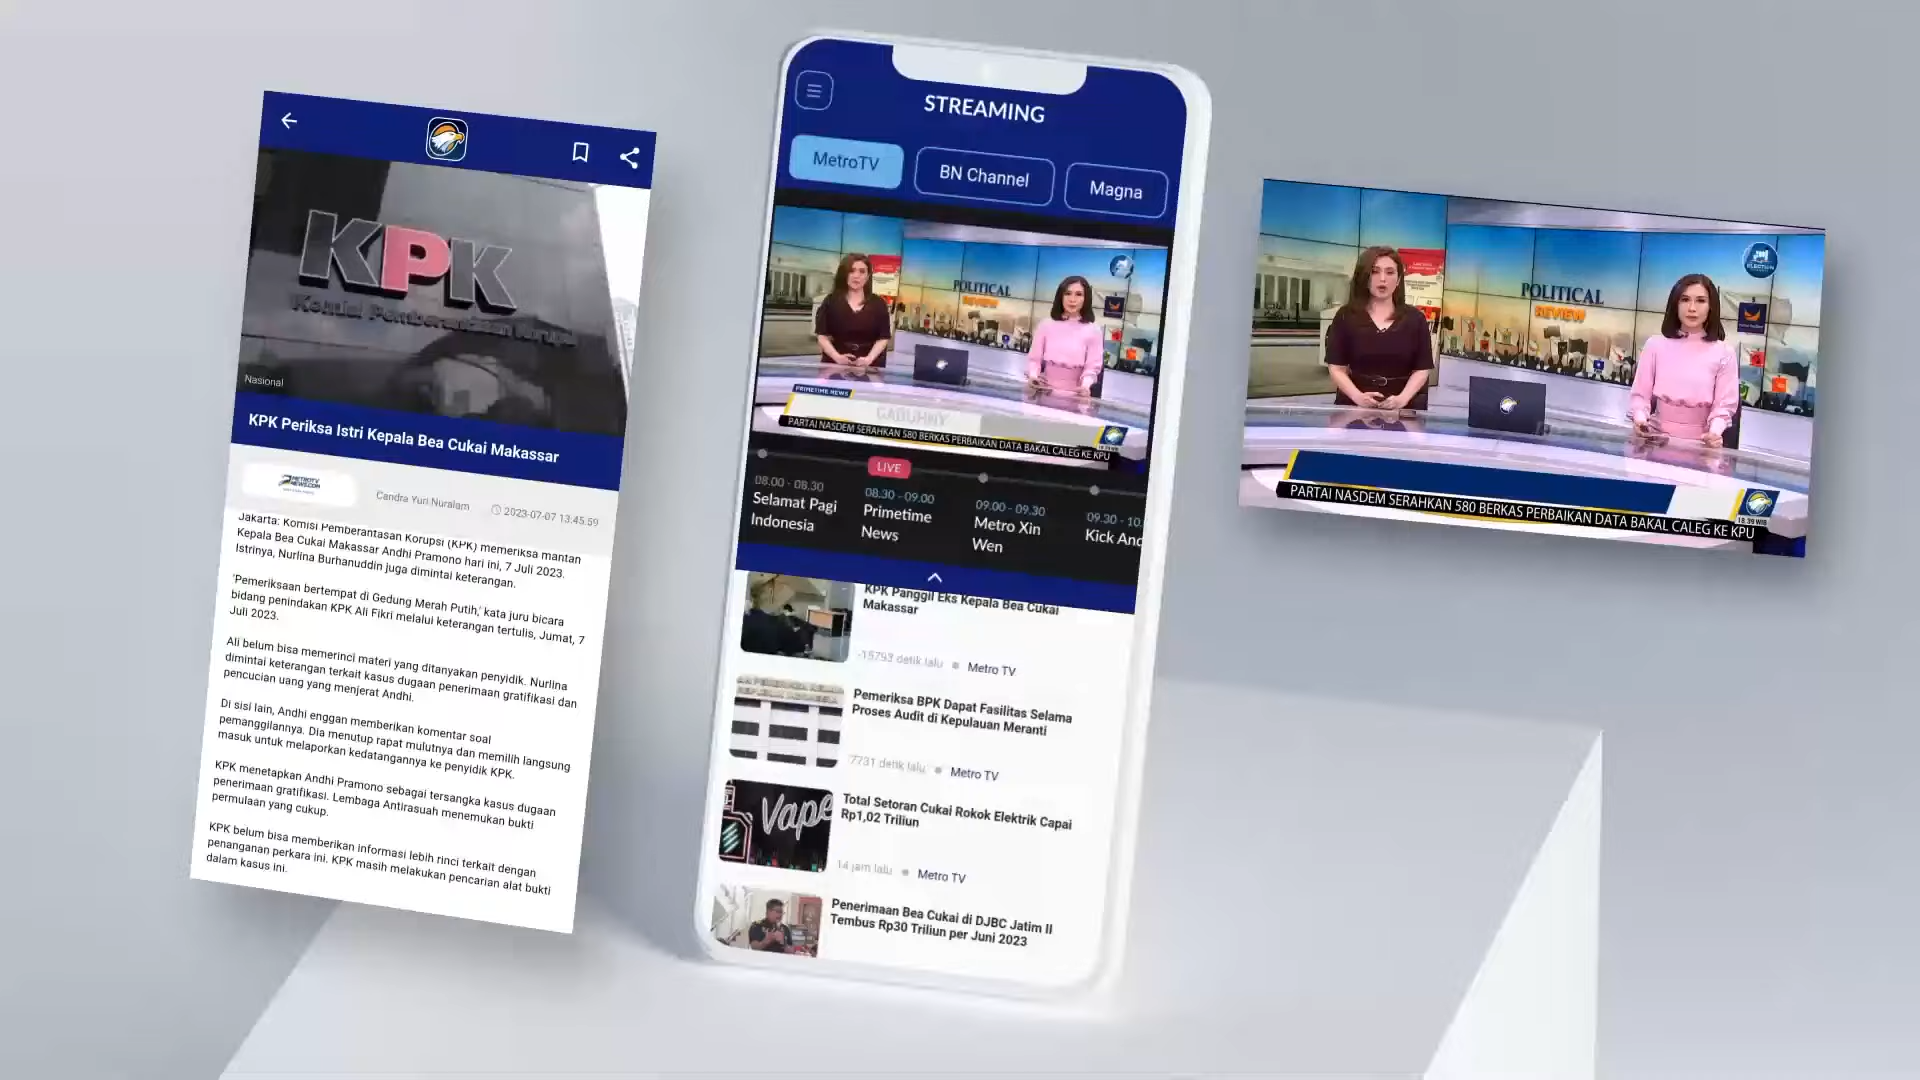 KPK
Komisi Pemberantasan Korupsi
Nasional
KPK Periksa Istri Kepala Bea Cukai Makassar
METROTV
NEWS.COM
Candra Yuri Nuralam
2023-07-07 13:45:59
Jakarta: Komisi Pemberantasan Korupsi (KPK) memeriksa mantan
Kepala Bea Cukai Makassar Andhi Pramono hari ini, 7 Juli 2023.
Istrinya, Nurlina Burhanuddin juga dimintai keterangan.
'Pemeriksaan bertempat di Gedung Merah Putih,' kata juru bicara
bidang penindakan KPK Ali Fikri melalui keterangan tertulis, Jumat, 7
Juli 2023.
Ali belum bisa memerinci materi yang ditanyakan penyidik. Nurlina
dimintai keterangan terkait kasus dugaan penerimaan gratifikasi dan
pencucian uang yang menjerat Andhi.
Di sisi lain, Andhi enggan memberikan komentar soal
pemanggilannya. Dia menutup rapat mulutnya dan memilih langsung
masuk untuk melaporkan kedatangannya ke penyidik KPK.
KPK menetapkan Andhi Pramono sebagai tersangka kasus dugaan
penerimaan gratifikasi. Lembaga Antirasuah menemukan bukti
permulaan yang cukup.
KPK belum bisa memberikan informasi lebih rinci terkait dengan
penanganan perkara ini. KPK masih melakukan pencarian alat bukti
dalam kasus ini.
STREAMING
MetroTV
BN Channel
Magna
POLITICAL
REVIEW
PRIMETIME NEWS
GADUHNY
PARTAI NASDEM SERAHKAN 580 BERKAS PERBAIKAN DATA BAKAL CALEG KE KPU
LIVE
08.00 - 08.30
Selamat Pagi
Indonesia
08.30 - 09.00
Primetime
News
09.00 - 09.30
Metro Xin
Wen
09.30 - 10.
Kick And
KPK Panggil Eks Kepala Bea Cukai
Makassar
-15793 detik lalu
Metro TV
Pemeriksa BPK Dapat Fasilitas Selama
Proses Audit di Kepulauan Meranti
7731 detik lalu
Metro TV
Vape
Total Setoran Cukai Rokok Elektrik Capai
Rp1,02 Triliun
14 jam lalu
Metro TV
Penerimaan Bea Cukai di DJBC Jatim II
Tembus Rp30 Triliun per Juni 2023
ELECTION
POLITICAL
REVIEW
PARTAI NASDEM SERAHKAN 580 BERKAS PERBAIKAN DATA BAKAL CALEG KE KPU
18.39 WIB